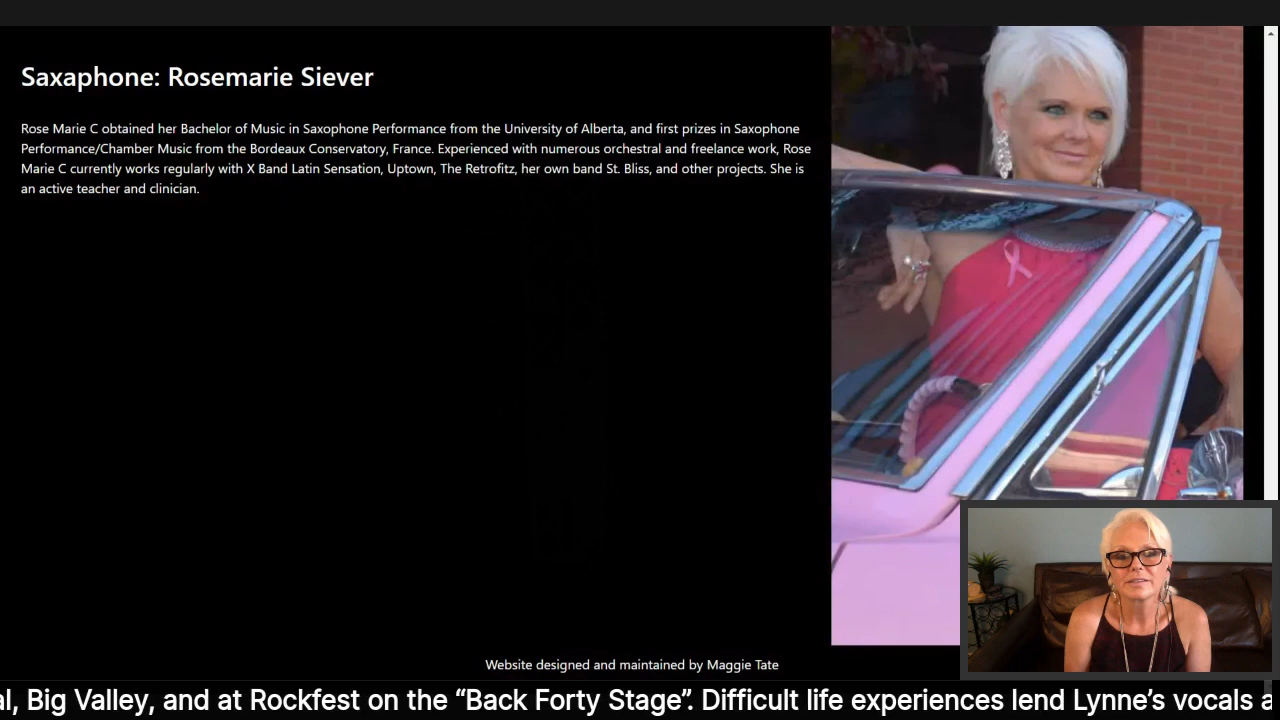 Saxaphone: Rosemarie Siever
Rose Marie C obtained her Bachelor of Music in Saxophone Performance from the University of Alberta, and first prizes in Saxophone
Performance/Chamber Music from the Bordeaux Conservatory, France. Experienced with numerous orchestral and freelance work, Rose
Marie C currently works regularly with X Band Latin Sensation, Uptown, The Retrofitz, her own band St. Bliss, and other projects. She is
an active teacher and clinician.
Website designed and maintained by Maggie Tate
al, Big Valley, and at Rockfest on the “Back Forty Stage”. Difficult life experiences lend Lynne’s vocals a